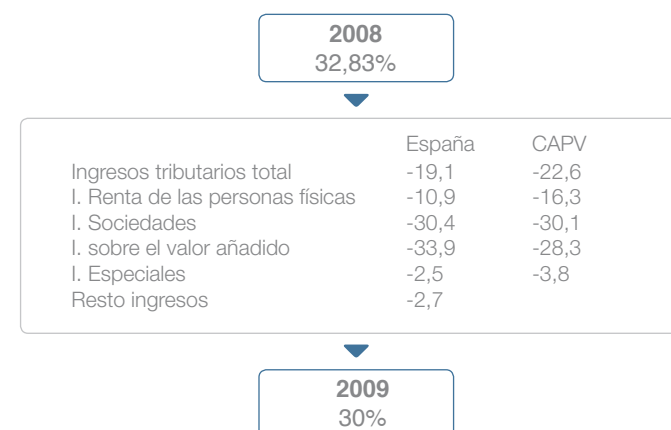 2008
32,83%
España CAPV
Ingresos tributarios total -19,1 -22,6
I. Renta de las personas físicas -10,9 -16,3
I. Sociedades -30,4 -30,1
I. sobre el valor añadido -33,9 -28,3
I. Especiales -2,5 -3,8
Resto ingresos -2,7
2009
30%